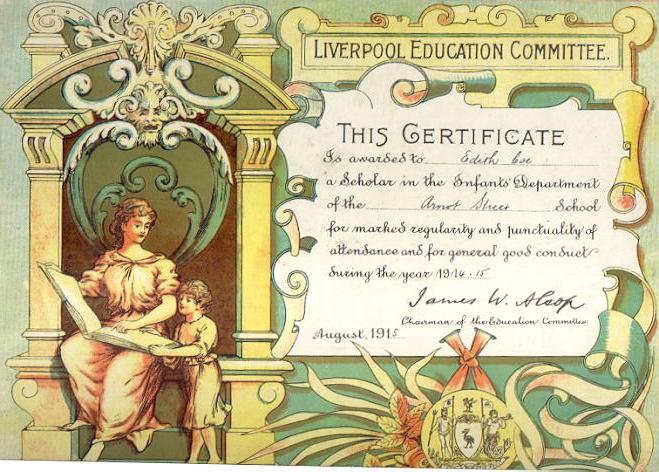 LIVERPOOL EDUCATION COMMITTEE.
THIS CERTIFICATE
Is awarded to Edith Coe
a Scholar in the Infants' Department
of the Arnot Street School
for marked regularity and punctuality of
attendance and for general good conduct
during the year 1914-15
James W. Alsop
Chairman of the Education Committee
August, 1915